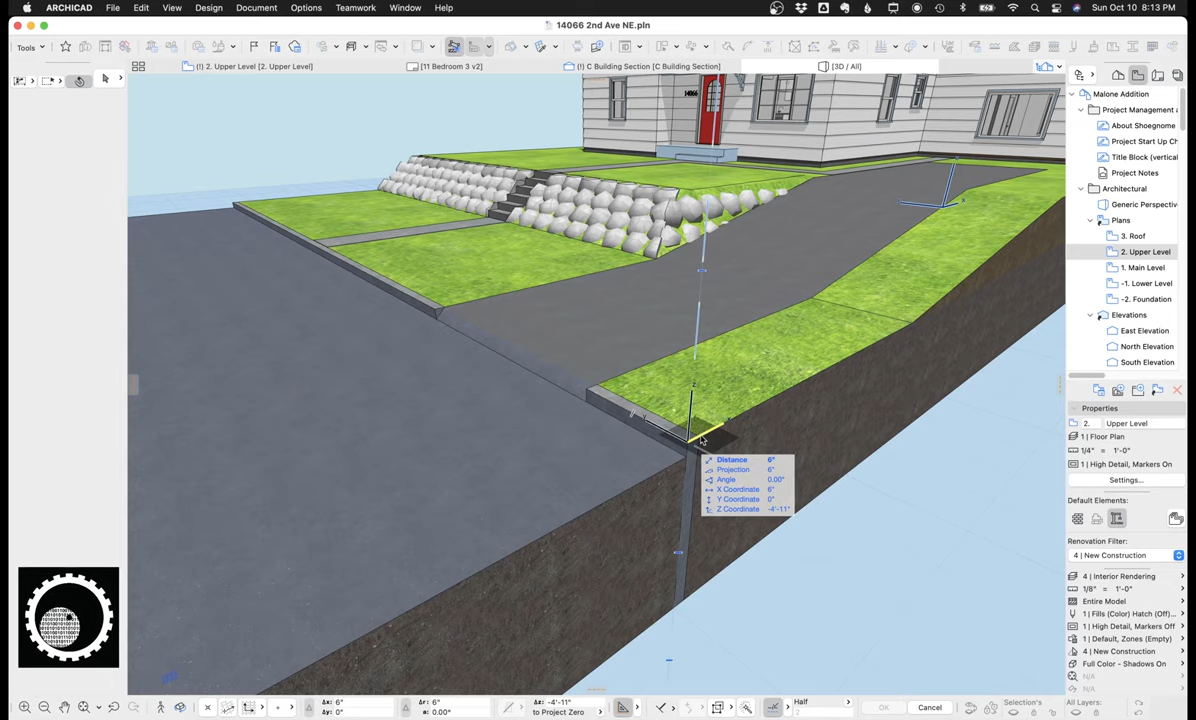 ARCHICAD File Edit View Design Document Options Teamwork Window Help Sun Oct 10 8:13 PM
14066 2nd Ave NE.pln
Tools
(!) 2. Upper Level [2. Upper Level]
[11 Bedroom 3 v2]
(!) C Building Section [C Building Section]
[3D / All]
14066
Malone Addition
Project Management a
About Shoegnome
Project Start Up Ch
Title Block (vertical
Project Notes
Architectural
Generic Perspectiv
Plans
3. Roof
2. Upper Level
1. Main Level
-1. Lower Level
-2. Foundation
Elevations
East Elevation
North Elevation
South Elevation
Properties
2. Upper Level
1 | Floor Plan
1/4" = 1'-0"
1 | High Detail, Markers On
Settings...
Default Elements:
Renovation Filter:
4 | New Construction
4 | Interior Rendering
1/8" = 1'-0"
Entire Model
1 | Fills (Color) Hatch (Off)...
1 | High Detail, Markers Off
1 | Default, Zones (Empty)
4 | New Construction
Full Color - Shadows On
N/A
N/A
z
x
Distance 6"
Projection 6"
Angle 0.00°
X Coordinate 6"
Y Coordinate 0"
Z Coordinate -4'-11"
Δx: 6"
Δy: 0"
Δr: 6"
a: 0.00°
Δz: -4'-11"
to Project Zero
Half
2
OK
Cancel
Selection's
All Layers: